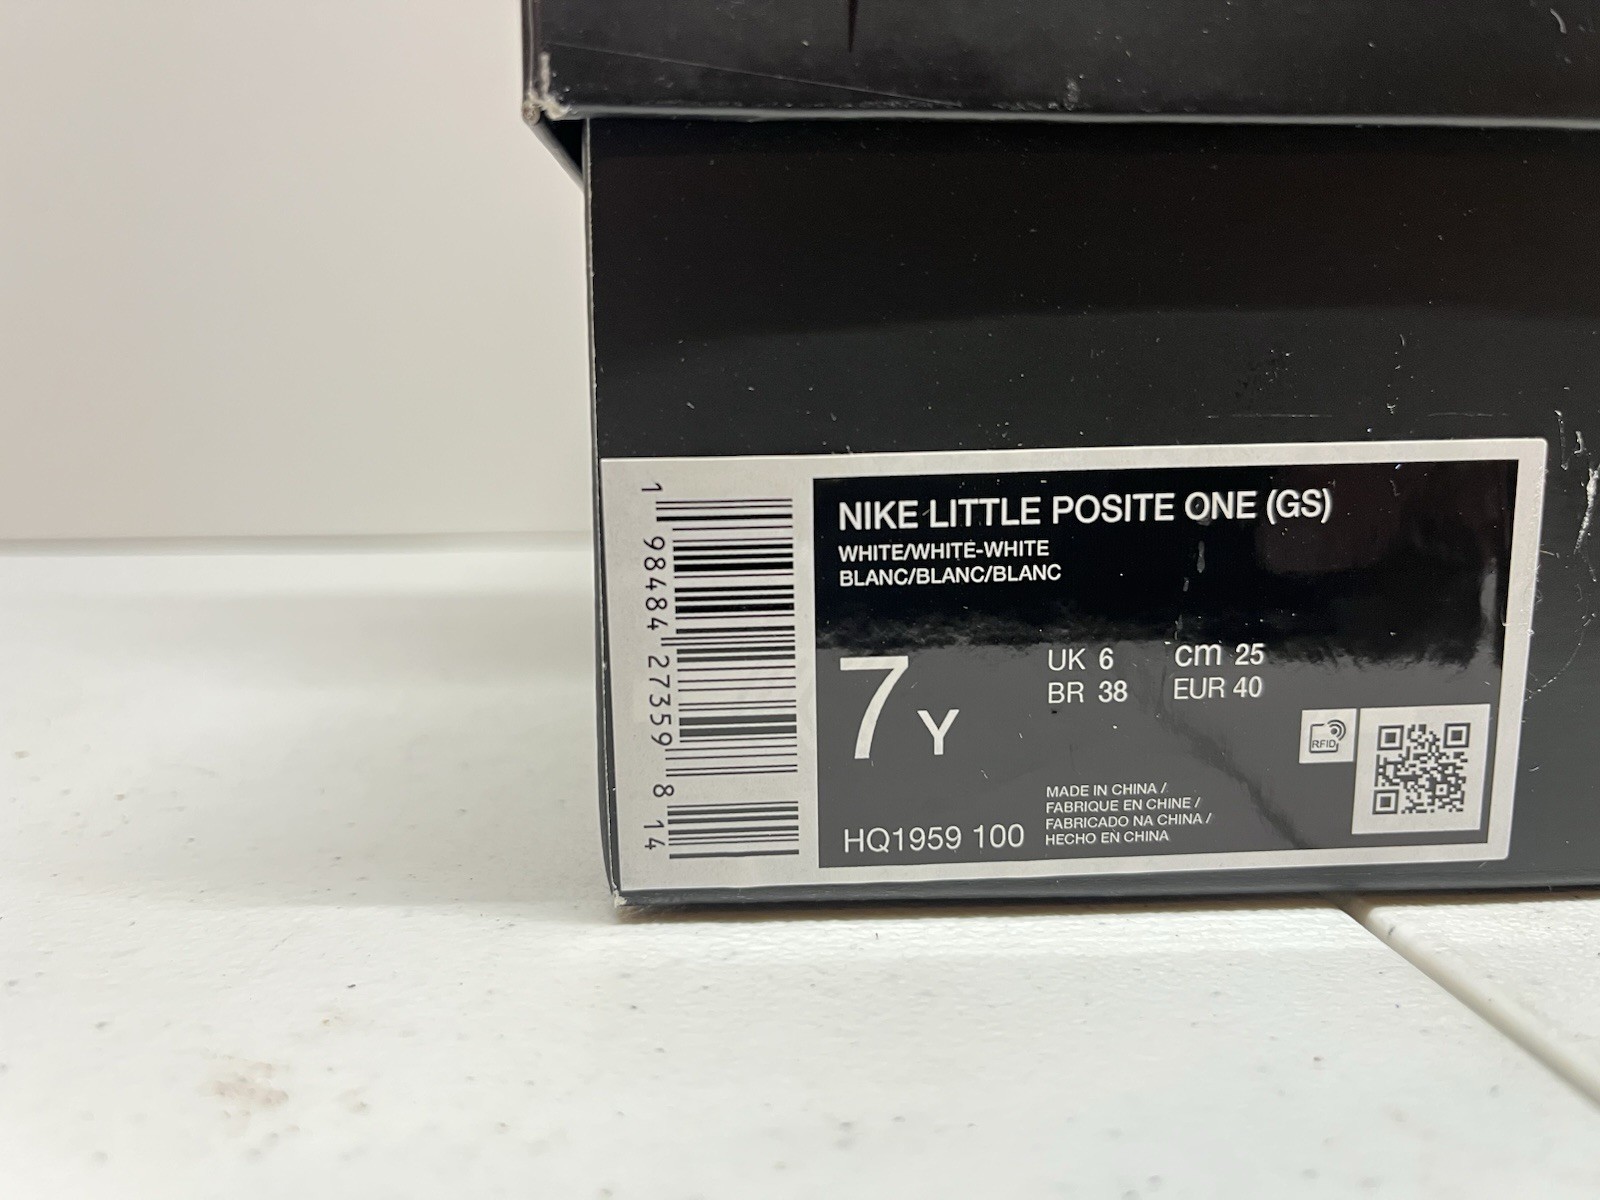 NIKE LITTLE POSITE ONE (GS)
WHITE/WHITE-WHITE
BLANC/BLANC/BLANC
7 Y
UK 6 cm 25
BR 38 EUR 40
RFID
MADE IN CHINA /
FABRIQUE EN CHINE /
FABRICADO NA CHINA /
HECHO EN CHINA
HQ1959 100
1 98484 27359 8 14